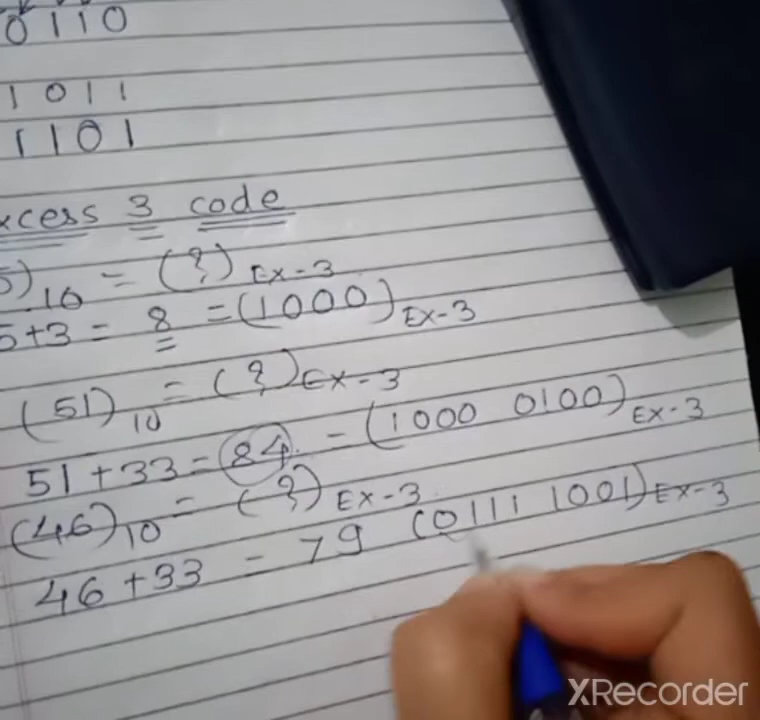 0110
1011
1101
xcess 3 code
5)10 = (?)Ex-3
5+3 = 8 = (1000)Ex-3
(51)10 = (?)Ex-3
51+33 = 84 = (1000 0100)Ex-3
(46)10 = (?)Ex-3
46+33 = 79 (0111 1001)Ex-3
XRecorder